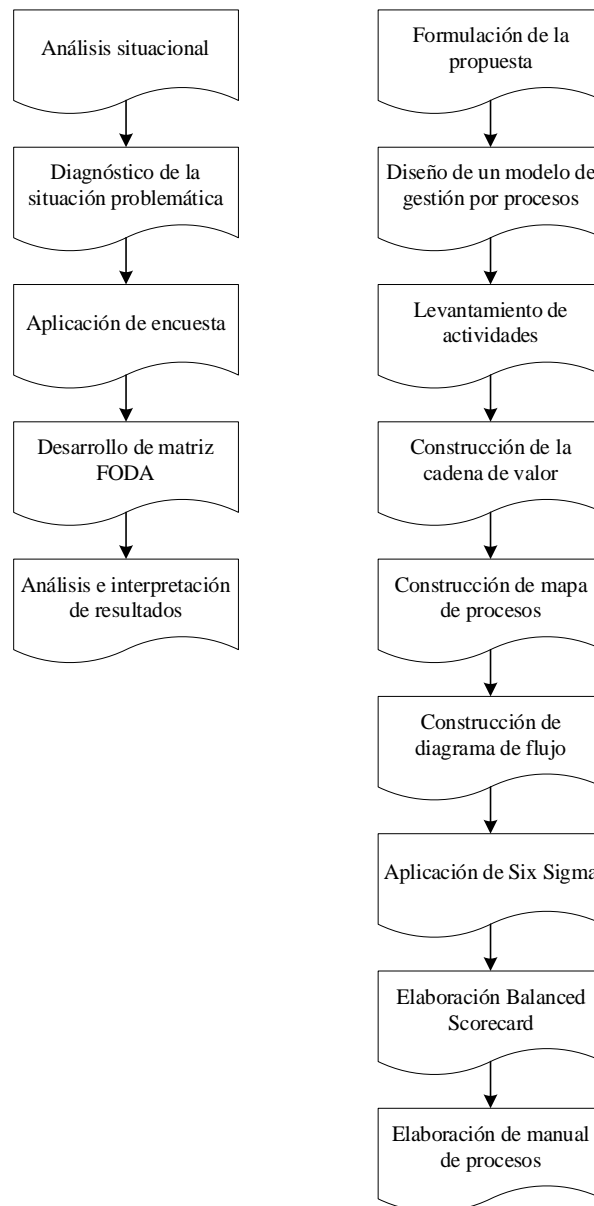 Análisis situacional
Diagnóstico de la
situación problemática
Aplicación de encuesta
Desarrollo de matriz
FODA
Análisis e interpretación
de resultados
Formulación de la
propuesta
Diseño de un modelo de
gestión por procesos
Levantamiento de
actividades
Construcción de la
cadena de valor
Construcción de mapa
de procesos
Construcción de
diagrama de flujo
Aplicación de Six Sigma
Elaboración Balanced
Scorecard
Elaboración de manual
de procesos